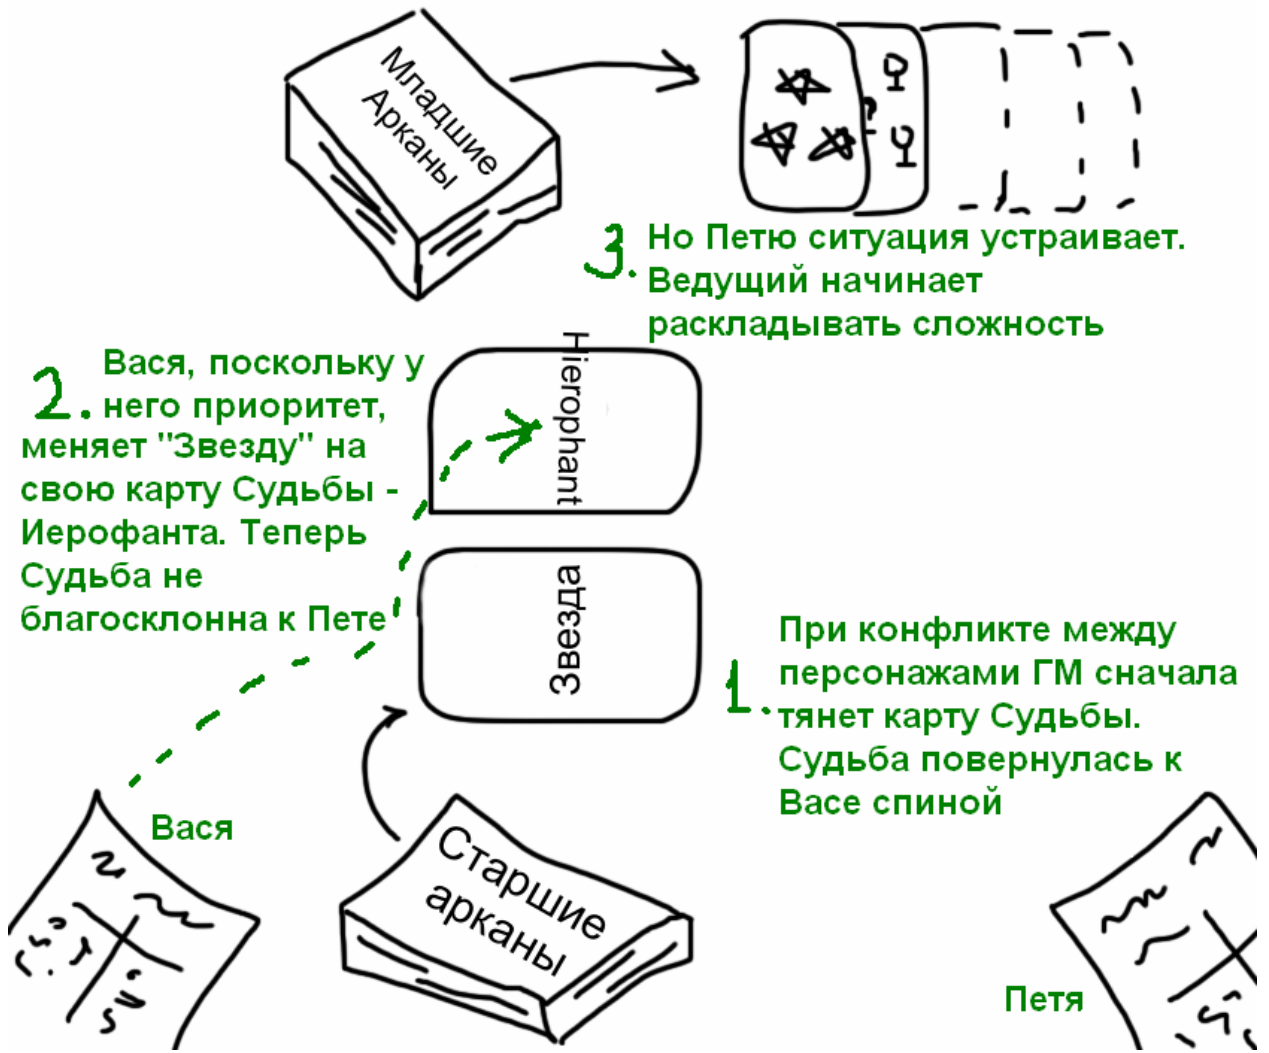 Младшие
Арканы
3. Но Петю ситуация устраивает.
Ведущий начинает
раскладывать сложность
2. Вася, поскольку у
него приоритет,
меняет "Звезду" на
свою карту Судьбы -
Иерофанта. Теперь
Судьба не
благосклонна к Пете
Hierophant
Звезда
1. При конфликте между
персонажами ГМ сначала
тянет карту Судьбы.
Судьба повернулась к
Васе спиной
Вася
Старшие
арканы
Петя